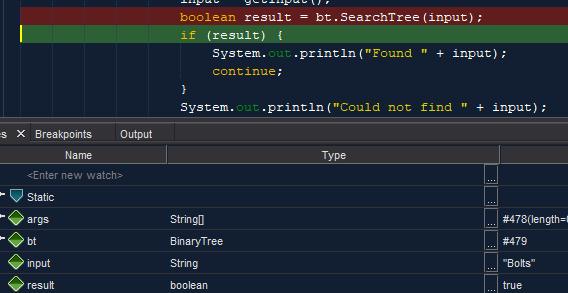 input = getInput();
boolean result = bt.SearchTree(input);
if (result) {
System.out.println("Found " + input);
continue;
}
System.out.println("Could not find " + input);
Breakpoints Output
Name Type
<Enter new watch> ...
Static ...
args String[] ... #478(length=
bt BinaryTree ... #479
input String ... "Bolts"
result boolean ... true